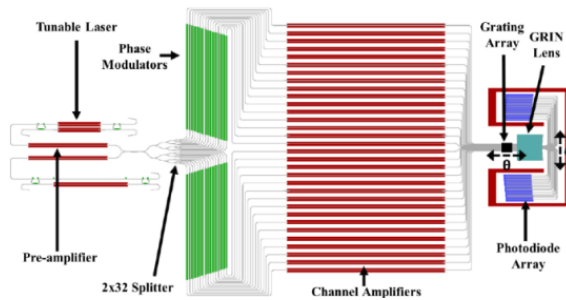 Tunable Laser
Phase
Modulators
Grating
Array
GRIN
Lens
θ
Pre-amplifier
2x32 Splitter
Channel Amplifiers
Photodiode
Array